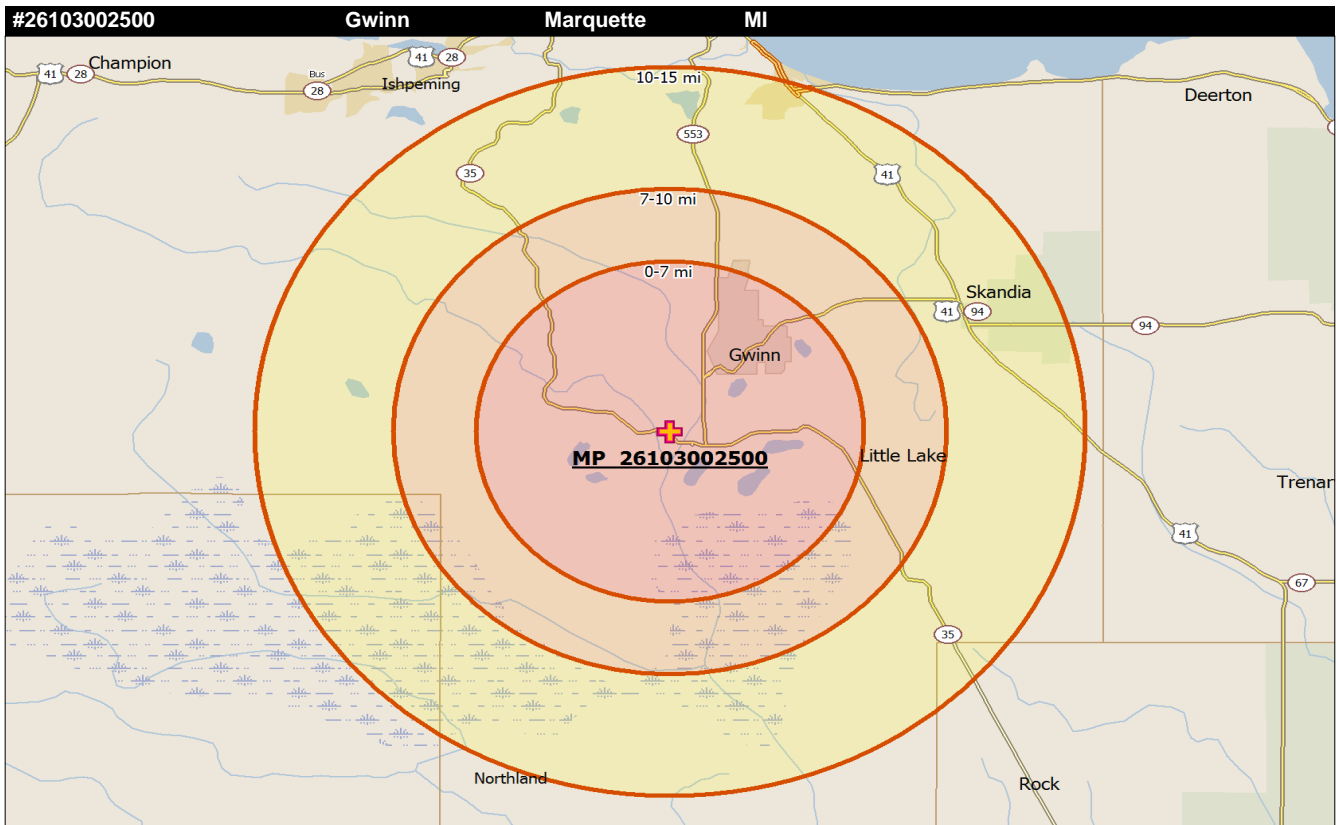 #26103002500 Gwinn Marquette MI
41 28 Champion
41 28
Bus
28
Ishpeming
10-15 mi
Deerton
553
35
41
7-10 mi
0-7 mi
Skandia
41 94
94
Gwinn
MP 26103002500
Little Lake
Trenar
41
67
35
Northland
Rock